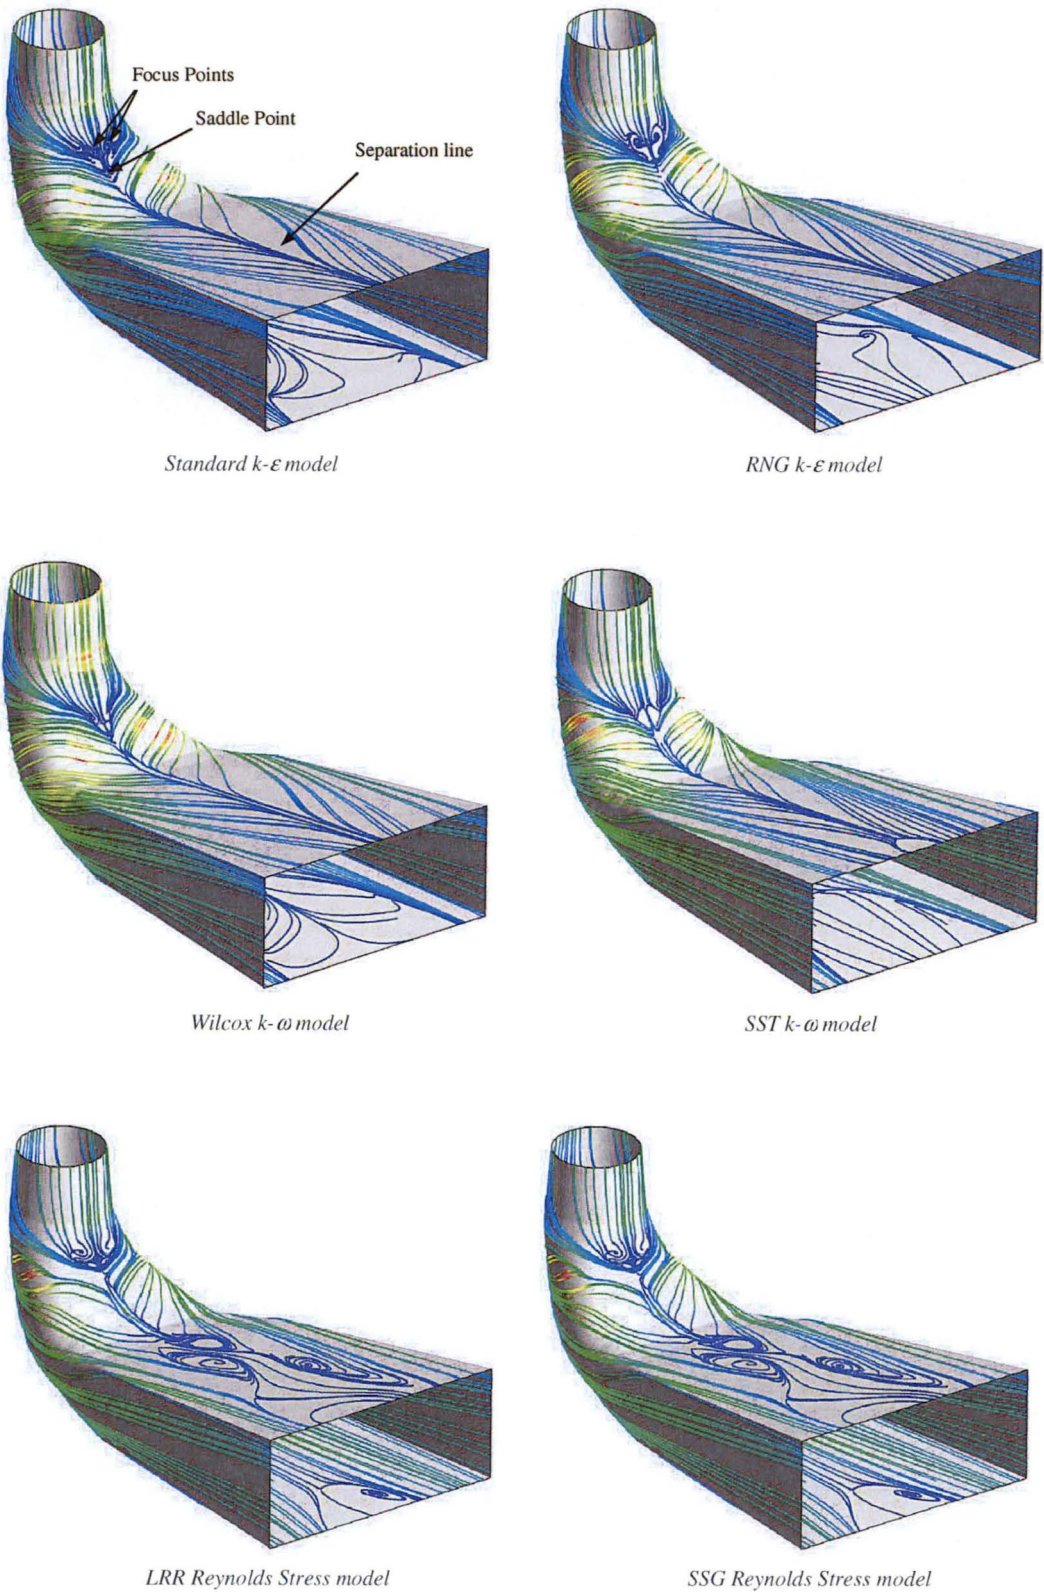 Focus Points
Saddle Point
Separation line
Standard k-ε model
RNG k-ε model
Wilcox k-ω model
SST k-ω model
LRR Reynolds Stress model
SSG Reynolds Stress model